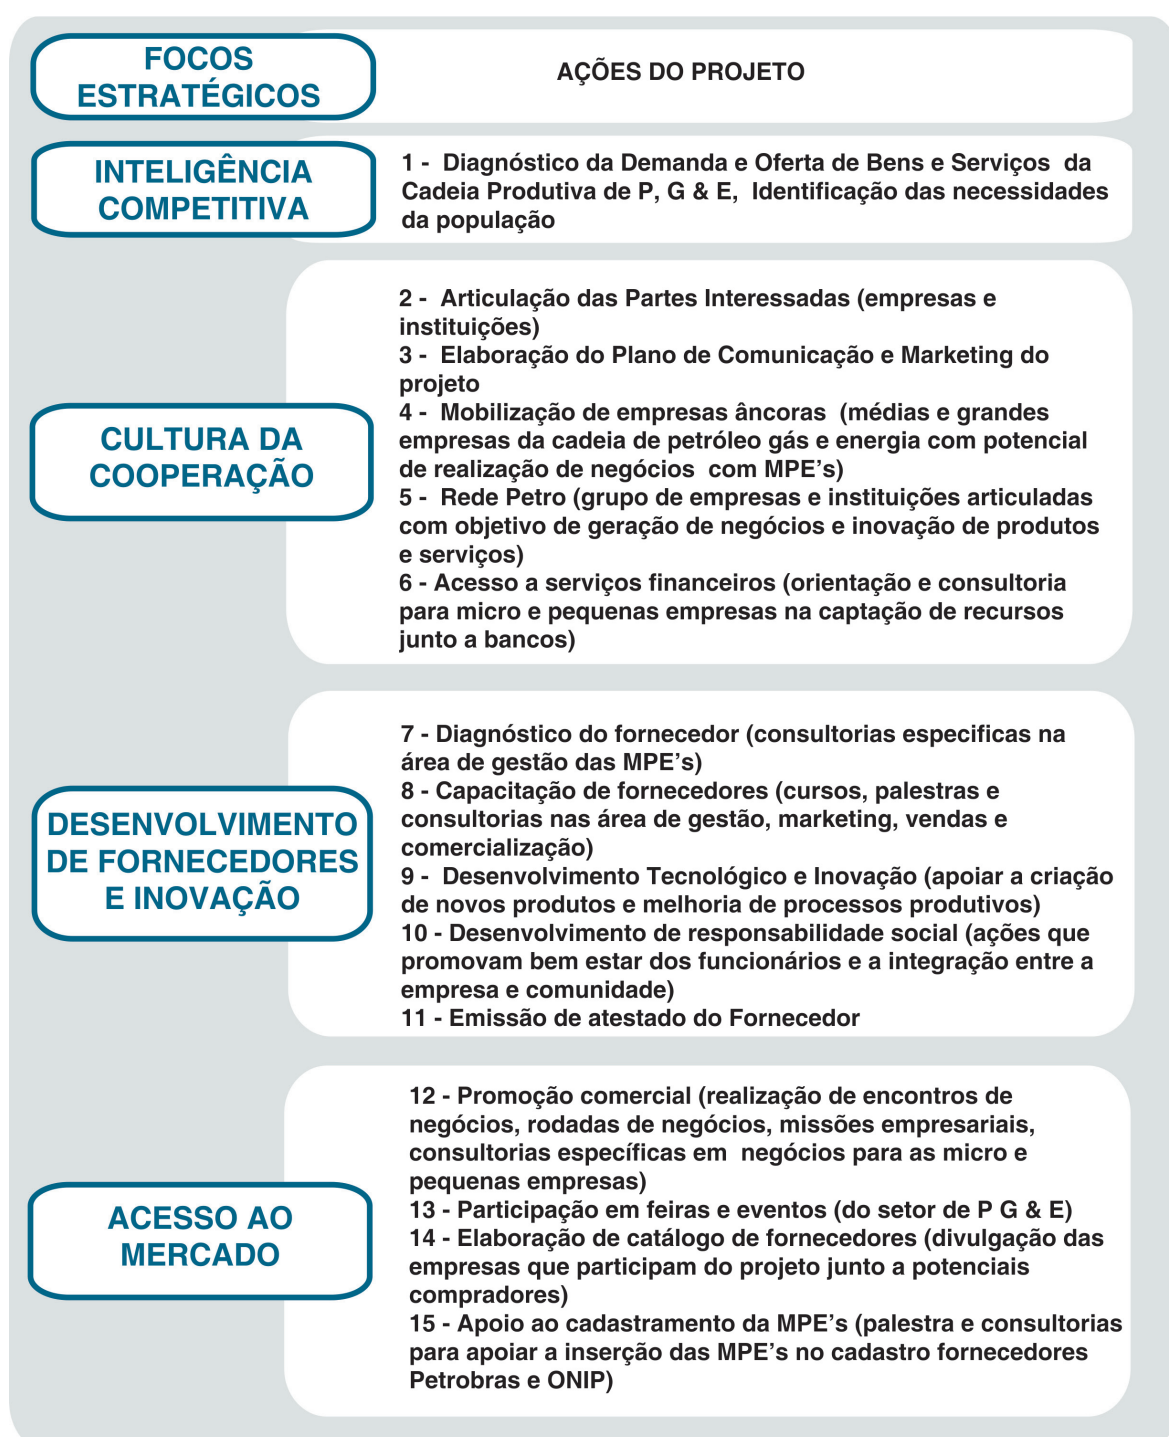 FOCOS
ESTRATÉGICOS
AÇÕES DO PROJETO
INTELIGÊNCIA
COMPETITIVA
1 - Diagnóstico da Demanda e Oferta de Bens e Serviços da
Cadeia Produtiva de P, G & E, Identificação das necessidades
da população
CULTURA DA
COOPERAÇÃO
2 - Articulação das Partes Interessadas (empresas e
instituições)
3 - Elaboração do Plano de Comunicação e Marketing do
projeto
4 - Mobilização de empresas âncoras (médias e grandes
empresas da cadeia de petróleo gás e energia com potencial
de realização de negócios com MPE’s)
5 - Rede Petro (grupo de empresas e instituições articuladas
com objetivo de geração de negócios e inovação de produtos
e serviços)
6 - Acesso a serviços financeiros (orientação e consultoria
para micro e pequenas empresas na captação de recursos
junto a bancos)
DESENVOLVIMENTO
DE FORNECEDORES
E INOVAÇÃO
7 - Diagnóstico do fornecedor (consultorias especificas na
área de gestão das MPE’s)
8 - Capacitação de fornecedores (cursos, palestras e
consultorias nas área de gestão, marketing, vendas e
comercialização)
9 - Desenvolvimento Tecnológico e Inovação (apoiar a criação
de novos produtos e melhoria de processos produtivos)
10 - Desenvolvimento de responsabilidade social (ações que
promovam bem estar dos funcionários e a integração entre a
empresa e comunidade)
11 - Emissão de atestado do Fornecedor
ACESSO AO
MERCADO
12 - Promoção comercial (realização de encontros de
negócios, rodadas de negócios, missões empresariais,
consultorias específicas em negócios para as micro e
pequenas empresas)
13 - Participação em feiras e eventos (do setor de P G & E)
14 - Elaboração de catálogo de fornecedores (divulgação das
empresas que participam do projeto junto a potenciais
compradores)
15 - Apoio ao cadastramento da MPE’s (palestra e consultorias
para apoiar a inserção das MPE’s no cadastro fornecedores
Petrobras e ONIP)